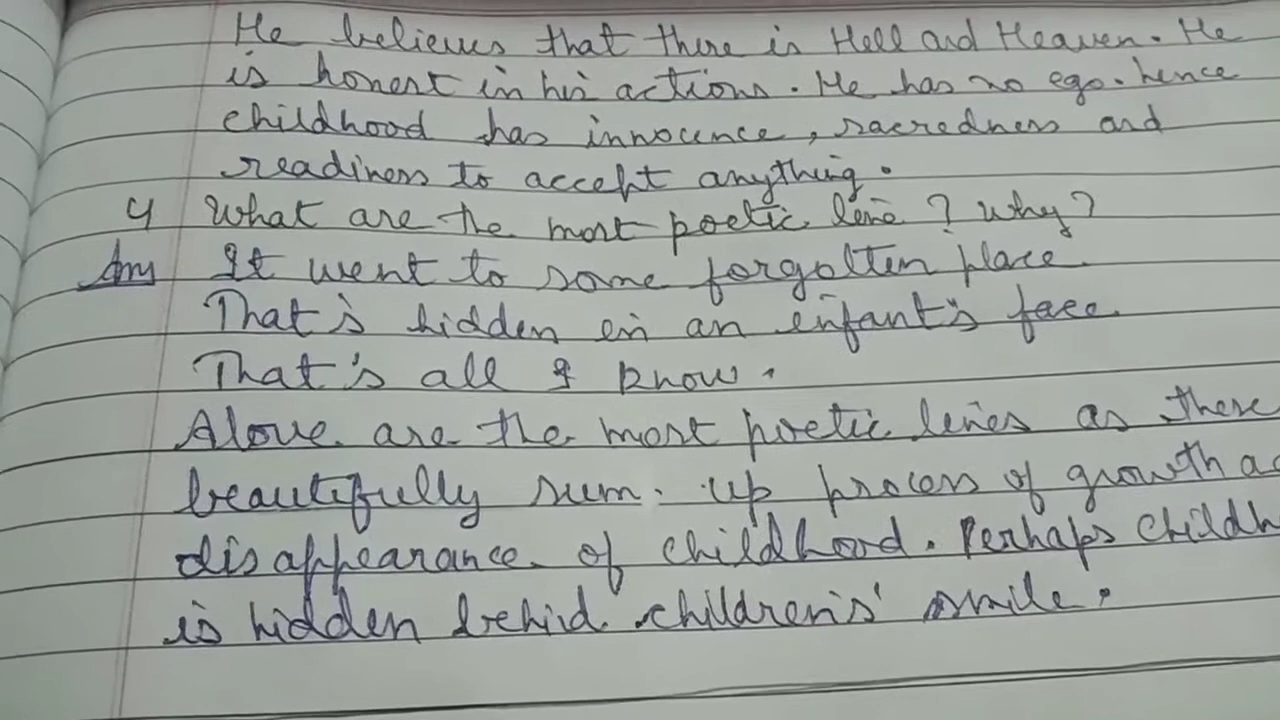 He believes that there is Hell and Heaven. He
is honest in his actions. He has no ego. hence
childhood has innocence, sacredness and
readiness to accept anything.
4 What are the most poetic line? Why?
Ans It went to some forgotten place.
That's hidden in an infant's face.
That's all I know.
Above are the most poetic lines as these
beautifully sum up process of growth
disappearance of childhood. Perhaps
is hidden behid children's' smile.